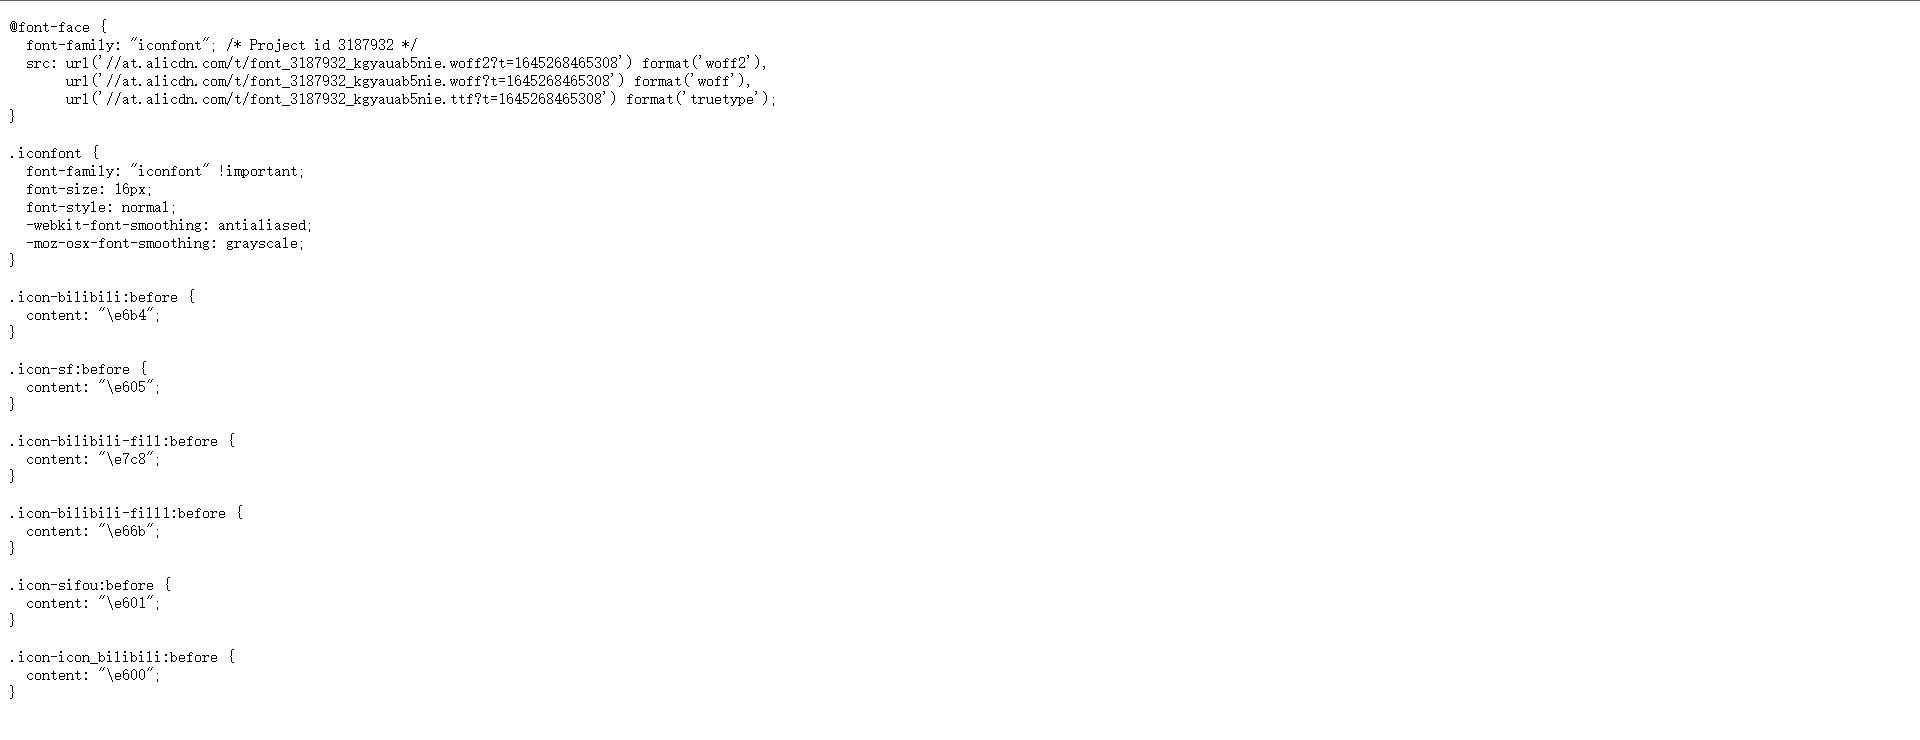 @font-face {
  font-family: "iconfont"; /* Project id 3187932 */
  src: url('//at.alicdn.com/t/font_3187932_kgyauab5nie.woff2?t=1645268465308') format('woff2'),
       url('//at.alicdn.com/t/font_3187932_kgyauab5nie.woff?t=1645268465308') format('woff'),
       url('//at.alicdn.com/t/font_3187932_kgyauab5nie.ttf?t=1645268465308') format('truetype');
}

.iconfont {
  font-family: "iconfont" !important;
  font-size: 16px;
  font-style: normal;
  -webkit-font-smoothing: antialiased;
  -moz-osx-font-smoothing: grayscale;
}

.icon-bilibili:before {
  content: "\e6b4";
}

.icon-sf:before {
  content: "\e605";
}

.icon-bilibili-fill:before {
  content: "\e7c8";
}

.icon-bilibili-fill1:before {
  content: "\e66b";
}

.icon-sifou:before {
  content: "\e601";
}

.icon-icon_bilibili:before {
  content: "\e600";
}